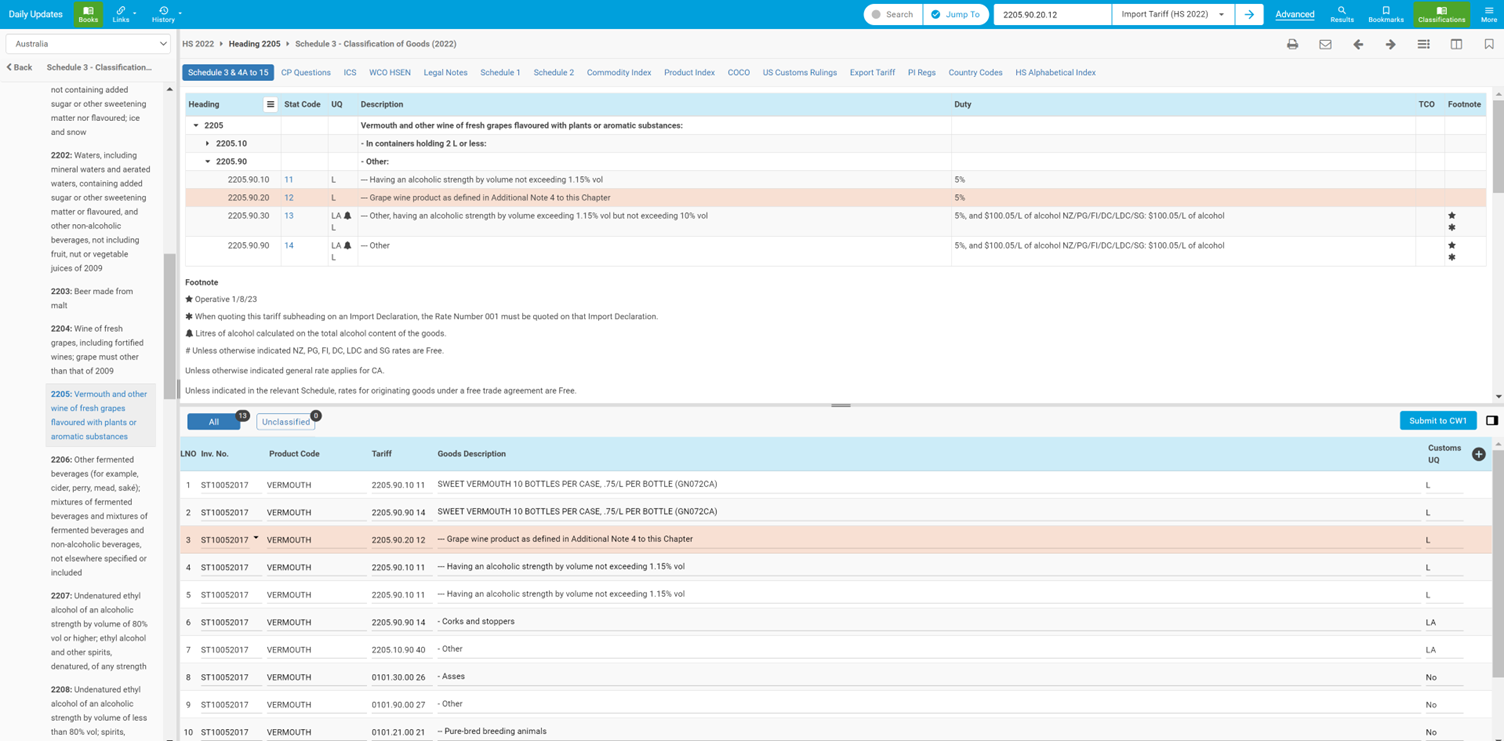 Daily Updates
Books
Links
History
Search
Jump To
2205.90.20.12
Import Tariff (HS 2022)
Advanced
Results
Bookmarks
Classifications
More
Australia
Back
Schedule 3 - Classification...
not containing added
sugar or other sweetening
matter nor flavoured; ice
and snow
2202: Waters, including
mineral waters and aerated
waters, containing added
sugar or other sweetening
matter or flavoured, and
other non-alcoholic
beverages, not including
fruit, nut or vegetable
juices of 2009
2203: Beer made from
malt
2204: Wine of fresh
grapes, including fortified
wines; grape must other
than that of 2009
2205: Vermouth and other
wine of fresh grapes
flavoured with plants or
aromatic substances
2206: Other fermented
beverages (for example,
cider, perry, mead, saké);
mixtures of fermented
beverages and mixtures of
fermented beverages and
non-alcoholic beverages,
not elsewhere specified or
included
2207: Undenatured ethyl
alcohol of an alcoholic
strength by volume of 80%
vol or higher; ethyl alcohol
and other spirits,
denatured, of any strength
2208: Undenatured ethyl
alcohol of an alcoholic
strength by volume of less
than 80% vol; spirits,
HS 2022 Heading 2205 Schedule 3 - Classification of Goods (2022)
Schedule 3 & 4A to 15 CP Questions ICS WCO HSEN Legal Notes Schedule 1 Schedule 2 Commodity Index Product Index COCO US Customs Rulings Export Tariff PI Regs Country Codes HS Alphabetical Index
Heading Stat Code UQ Description Duty TCO Footnote
2205 Vermouth and other wine of fresh grapes flavoured with plants or aromatic substances:
2205.10 - In containers holding 2 L or less:
2205.90 - Other:
2205.90.10 11 L --- Having an alcoholic strength by volume not exceeding 1.15% vol 5%
2205.90.20 12 L --- Grape wine product as defined in Additional Note 4 to this Chapter 5%
2205.90.30 13 LA --- Other, having an alcoholic strength by volume exceeding 1.15% vol but not exceeding 10% vol 5%, and $100.05/L of alcohol NZ/PG/FI/DC/LDC/SG: $100.05/L of alcohol
L
2205.90.90 14 LA --- Other 5%, and $100.05/L of alcohol NZ/PG/FI/DC/LDC/SG: $100.05/L of alcohol
L
Footnote
Operative 1/8/23
When quoting this tariff subheading on an Import Declaration, the Rate Number 001 must be quoted on that Import Declaration.
Litres of alcohol calculated on the total alcohol content of the goods.
# Unless otherwise indicated NZ, PG, FI, DC, LDC and SG rates are Free.
Unless otherwise indicated general rate applies for CA.
Unless indicated in the relevant Schedule, rates for originating goods under a free trade agreement are Free.
All 13 Unclassified 0 Submit to CW1
LNO Inv. No. Product Code Tariff Goods Description Customs
UQ
1 ST10052017 VERMOUTH 2205.90.10 11 SWEET VERMOUTH 10 BOTTLES PER CASE, .75/L PER BOTTLE (GN072CA) L
2 ST10052017 VERMOUTH 2205.90.90 14 SWEET VERMOUTH 10 BOTTLES PER CASE, .75/L PER BOTTLE (GN072CA) L
3 ST10052017 VERMOUTH 2205.90.20 12 --- Grape wine product as defined in Additional Note 4 to this Chapter L
4 ST10052017 VERMOUTH 2205.90.10 11 --- Having an alcoholic strength by volume not exceeding 1.15% vol L
5 ST10052017 VERMOUTH 2205.90.10 11 --- Having an alcoholic strength by volume not exceeding 1.15% vol L
6 ST10052017 VERMOUTH 2205.90.90 14 - Corks and stoppers LA
7 ST10052017 VERMOUTH 2205.10.90 40 - Other LA
8 ST10052017 VERMOUTH 0101.30.00 26 - Asses No
9 ST10052017 VERMOUTH 0101.90.00 27 - Other No
10 ST10052017 VERMOUTH 0101.21.00 21 -- Pure-bred breeding animals No